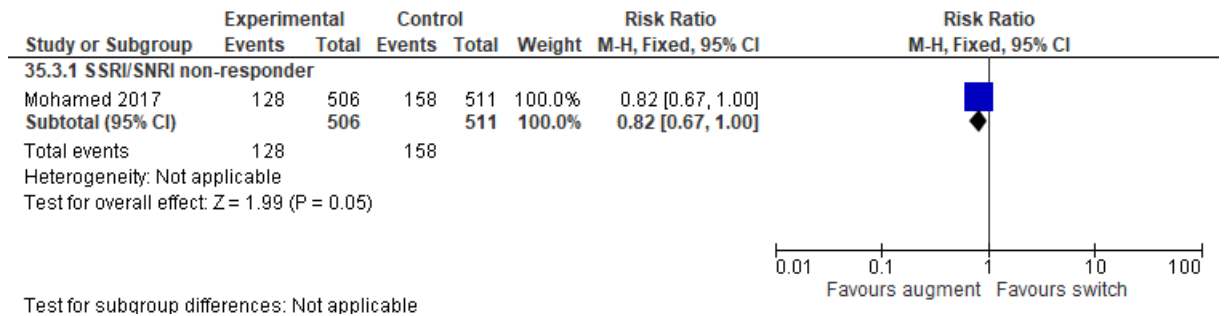 Experimental Control Risk Ratio Risk Ratio
Study or Subgroup Events Total Events Total Weight M-H, Fixed, 95% CI M-H, Fixed, 95% CI
35.3.1 SSRI/SNRI non-responder
Mohamed 2017 128 506 158 511 100.0% 0.82 [0.67, 1.00]
Subtotal (95% CI) 506 511 100.0% 0.82 [0.67, 1.00]
Total events 128 158
Heterogeneity: Not applicable
Test for overall effect: Z = 1.99 (P = 0.05)
0.01 0.1 1 10 100
Favours augment Favours switch
Test for subgroup differences: Not applicable